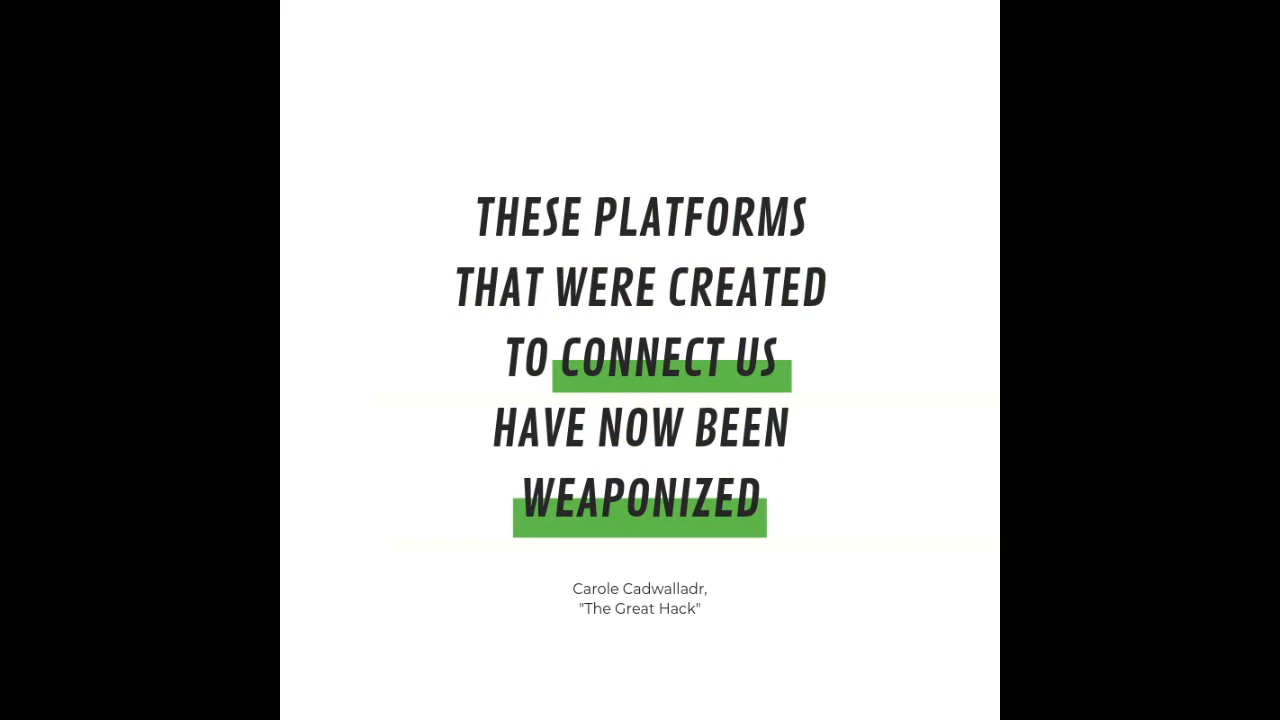 THESE PLATFORMS
THAT WERE CREATED
TO CONNECT US
HAVE NOW BEEN
WEAPONIZED
Carole Cadwalladr,
"The Great Hack"